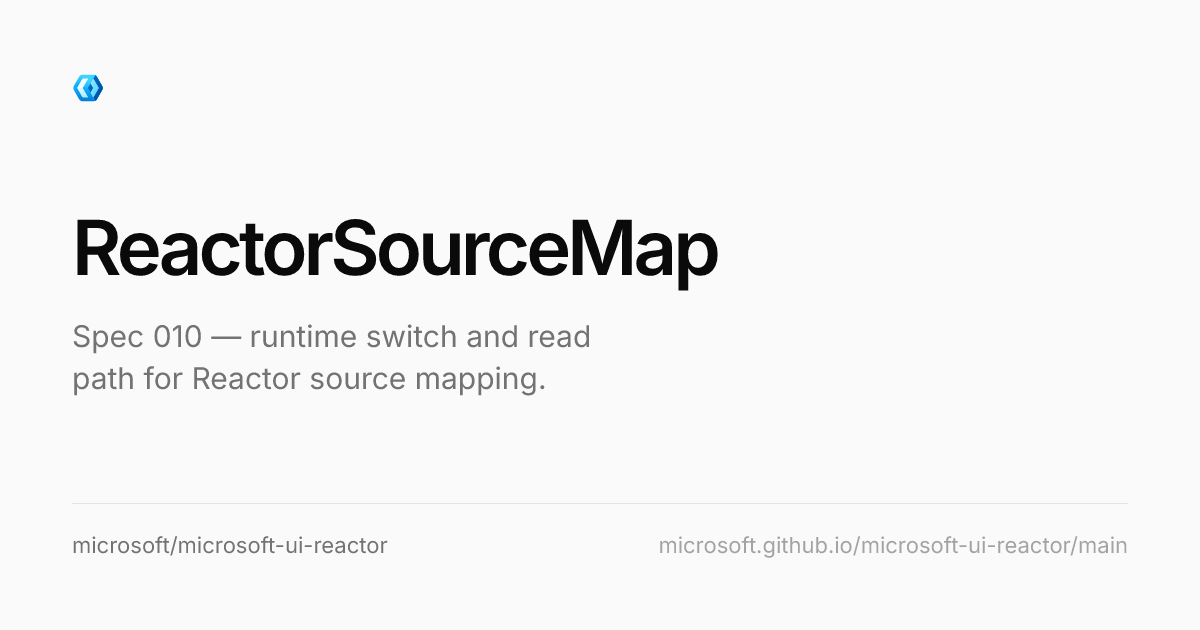 ReactorSourceMap
Spec 010 — runtime switch and read
path for Reactor source mapping.
microsoft/microsoft-ui-reactor
microsoft.github.io/microsoft-ui-reactor/main